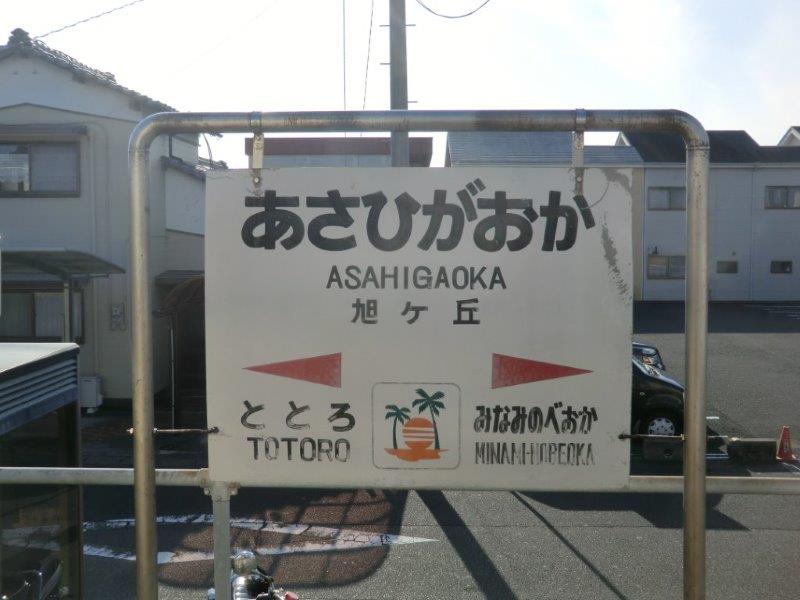 あさひがおか
ASAHIGAOKA
旭ヶ丘
ととろ
TOTORO
みなみのべおか
MINAMI-NOBEOKA